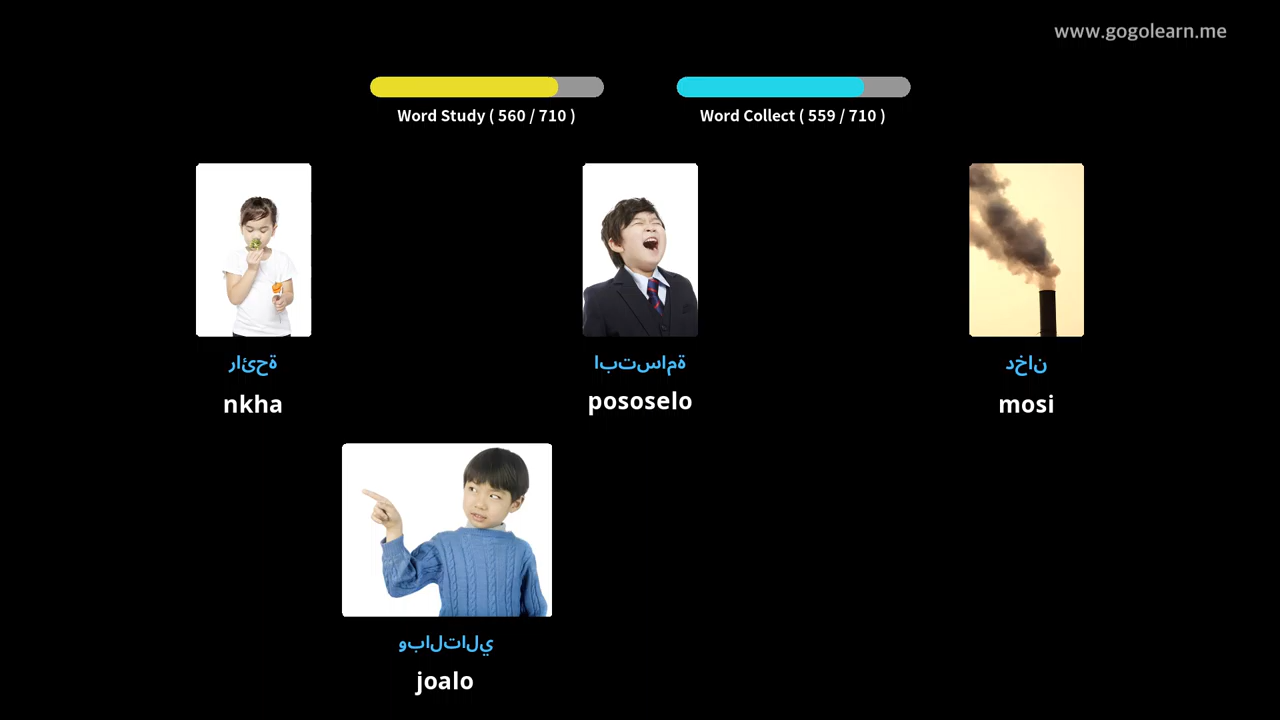 www.gogolearn.me
Word Study ( 560 / 710 )
Word Collect ( 559 / 710 )
رائحة
nkha
ابتسامة
pososelo
دخان
mosi
وبالتالي
joalo